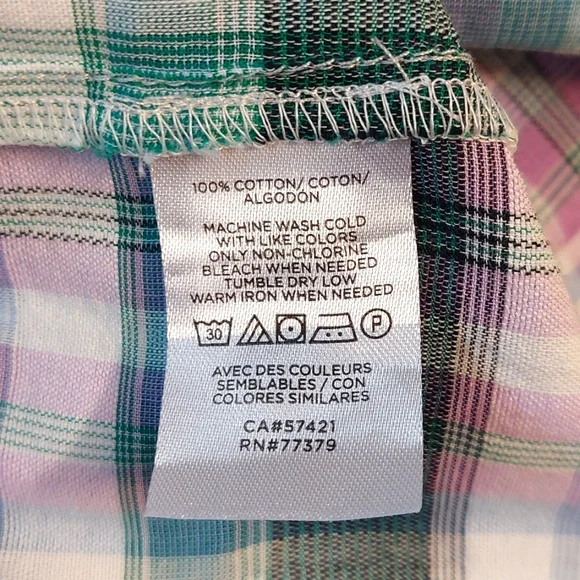 100% COTTON/ COTON/
ALGODÓN
MACHINE WASH COLD
WITH LIKE COLORS
ONLY NON-CHLORINE
BLEACH WHEN NEEDED
TUMBLE DRY LOW
WARM IRON WHEN NEEDED
30 P
AVEC DES COULEURS
SEMBLABLES / CON
COLORES SIMILARES
CA#57421
RN#77379